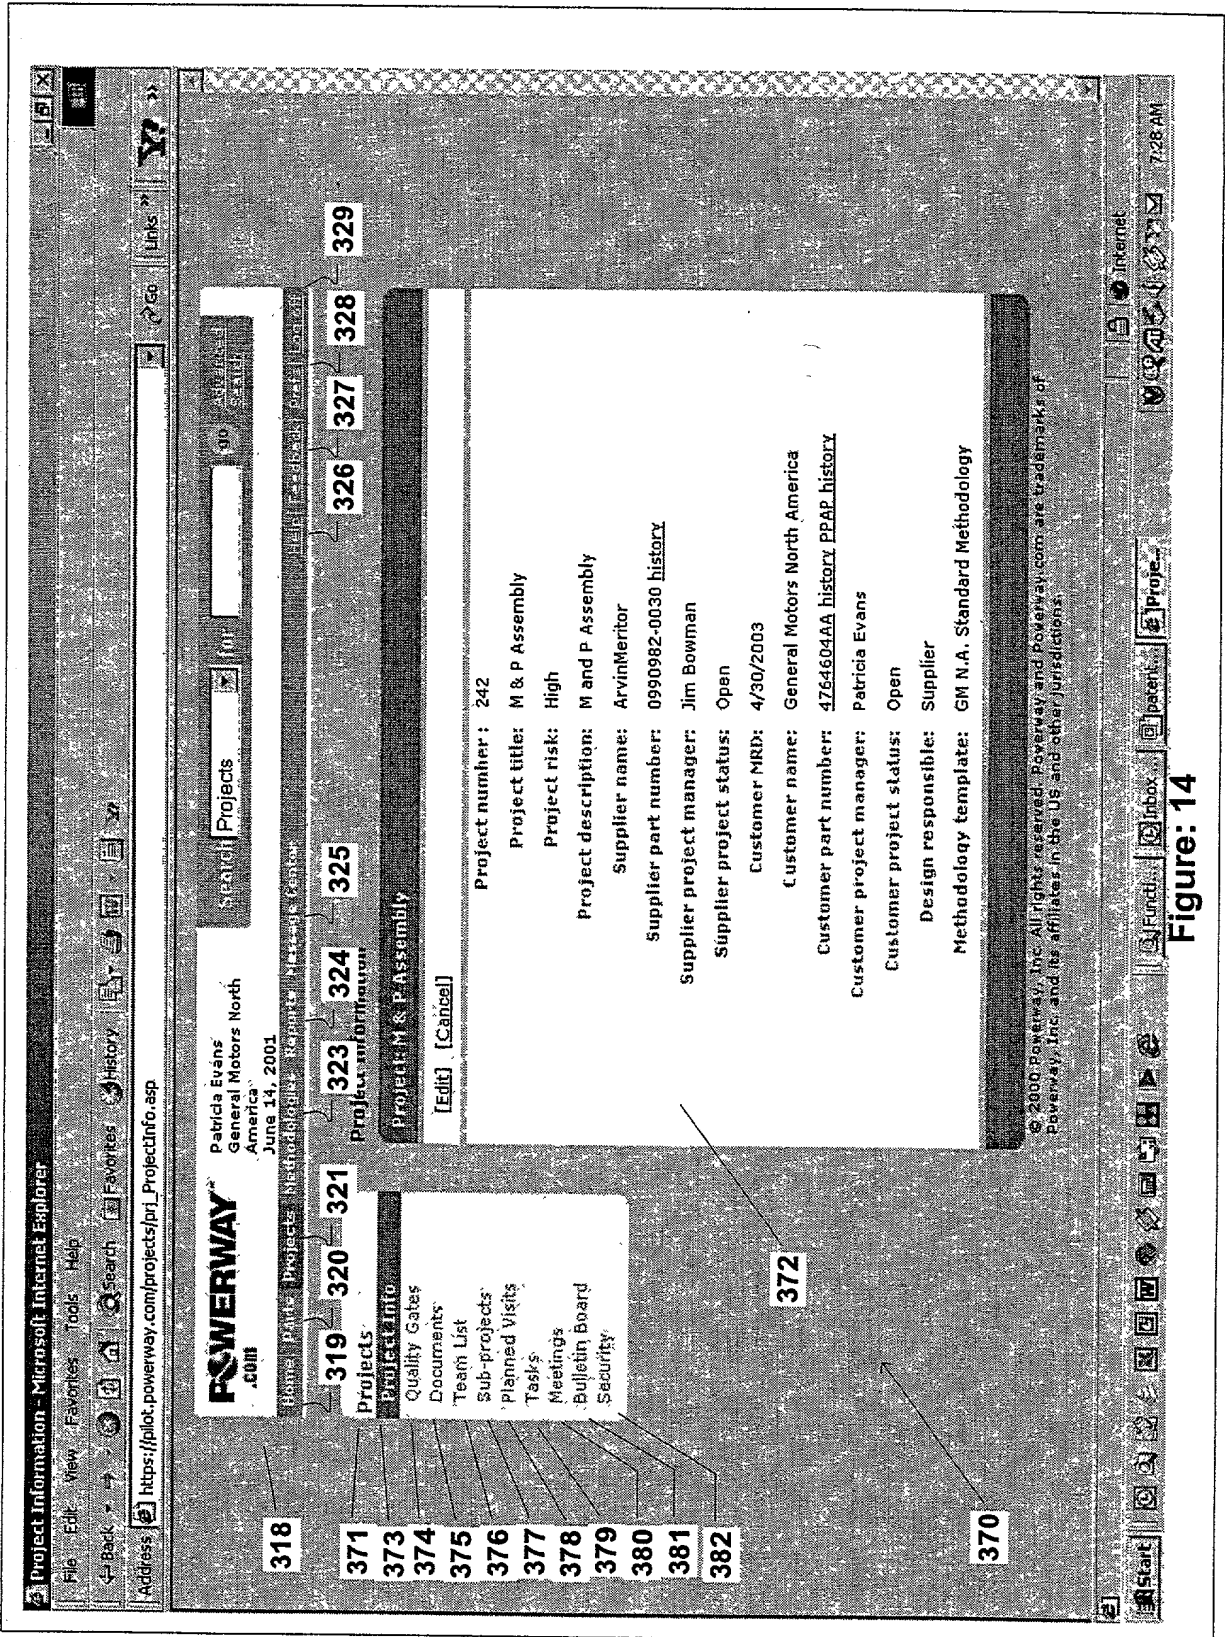 Project Information - Microsoft Internet Explorer
File Edit View Favorites Tools Help
Back Search Favorites History
Address https://pilot.powerway.com/projects/prj_ProjectInfo.asp Go Links »
POWERWAY
.com
Patricia Evans
General Motors North
America
June 14, 2001
Search Projects for go Advanced
Search
Home Parts Projects Methodologies Reports Message Center Help Feedback Prefs Log Off
318
319 320 321 323 324 325 326 327 328 329
Projects
Project Info
Quality Gates
Documents
Team List
Sub-projects
Planned Visits
Tasks
Meetings
Bulletin Board
Security
371
373
374
375
376
377
378
379
380
381
382
370
372
Project Information
Project: M & P Assembly
[Edit] [Cancel]
Project number: 242
Project title: M & P Assembly
Project risk: High
Project description: M and P Assembly
Supplier name: ArvinMeritor
Supplier part number: 0990982-0030 history
Supplier project manager: Jim Bowman
Supplier project status: Open
Customer MRD: 4/30/2003
Customer name: General Motors North America
Customer part number: 4764604AA history PPAP history
Customer project manager: Patricia Evans
Customer project status: Open
Design responsible: Supplier
Methodology template: GM N.A. Standard Methodology
© 2000 Powerway, Inc. All rights reserved. Powerway and Powerway.com are trademarks of
Powerway, Inc. and its affiliates in the US and other jurisdictions.
Internet
Start Functi... Inbox ... patent... Proje... 7:28 AM
Figure: 14